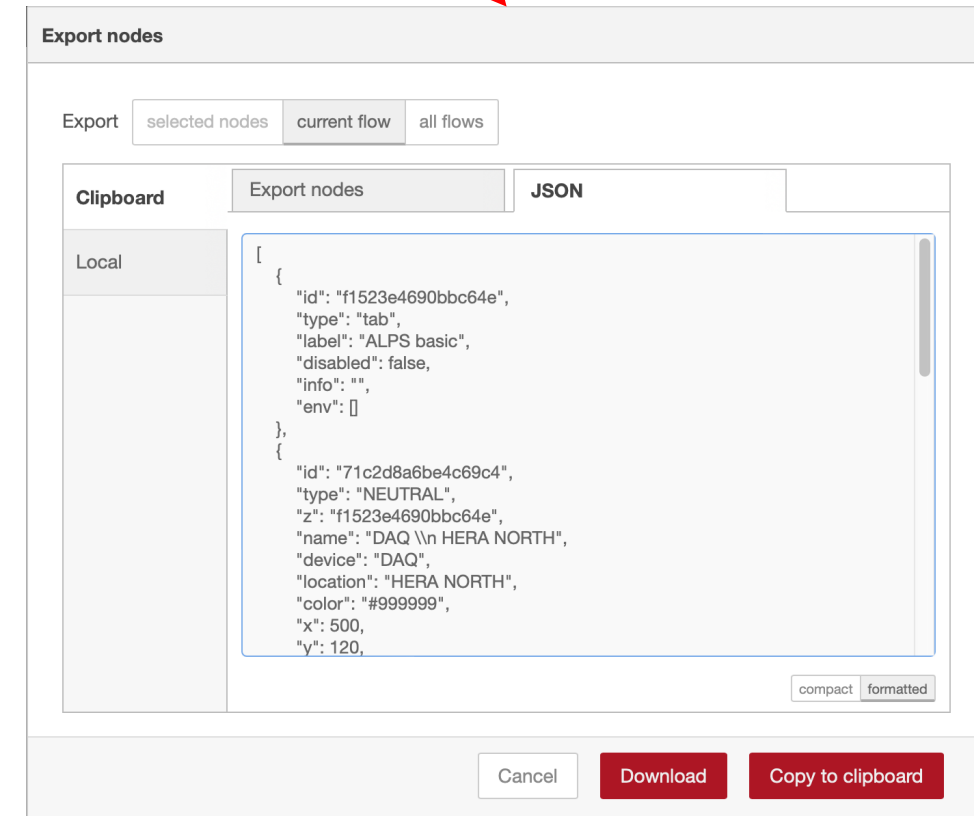 Export nodes
Export selected nodes current flow all flows
Clipboard
Local
Export nodes JSON
[
{
"id": "f1523e4690bbc64e",
"type": "tab",
"label": "ALPS basic",
"disabled": false,
"info": "",
"env": []
},
{
"id": "71c2d8a6be4c69c4",
"type": "NEUTRAL",
"z": "f1523e4690bbc64e",
"name": "DAQ \\n HERA NORTH",
"device": "DAQ",
"location": "HERA NORTH",
"color": "#999999",
"x": 500,
"y": 120,
compact formatted
Cancel Download Copy to clipboard